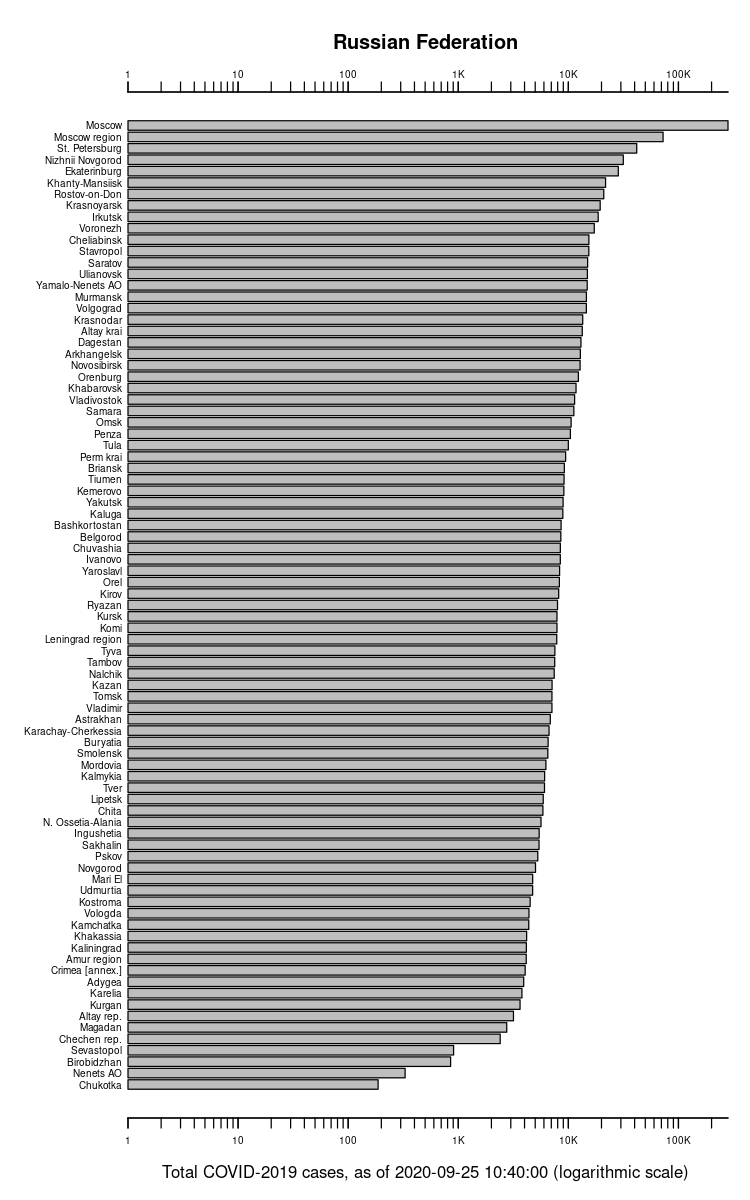 Russian Federation
1 10 100 1K 10K 100K
Moscow
Moscow region
St. Petersburg
Nizhnii Novgorod
Ekaterinburg
Khanty-Mansiisk
Rostov-on-Don
Krasnoyarsk
Irkutsk
Voronezh
Cheliabinsk
Stavropol
Saratov
Ulianovsk
Yamalo-Nenets AO
Murmansk
Volgograd
Krasnodar
Altay krai
Dagestan
Arkhangelsk
Novosibirsk
Orenburg
Khabarovsk
Vladivostok
Samara
Omsk
Penza
Tula
Perm krai
Briansk
Tiumen
Kemerovo
Yakutsk
Kaluga
Bashkortostan
Belgorod
Chuvashia
Ivanovo
Yaroslavl
Orel
Kirov
Ryazan
Kursk
Komi
Leningrad region
Tyva
Tambov
Nalchik
Kazan
Tomsk
Vladimir
Astrakhan
Karachay-Cherkessia
Buryatia
Smolensk
Mordovia
Kalmykia
Tver
Lipetsk
Chita
N. Ossetia-Alania
Ingushetia
Sakhalin
Pskov
Novgorod
Mari El
Udmurtia
Kostroma
Vologda
Kamchatka
Khakassia
Kaliningrad
Amur region
Crimea [annex.]
Adygea
Karelia
Kurgan
Altay rep.
Magadan
Chechen rep.
Sevastopol
Birobidzhan
Nenets AO
Chukotka
1 10 100 1K 10K 100K
Total COVID-2019 cases, as of 2020-09-25 10:40:00 (logarithmic scale)